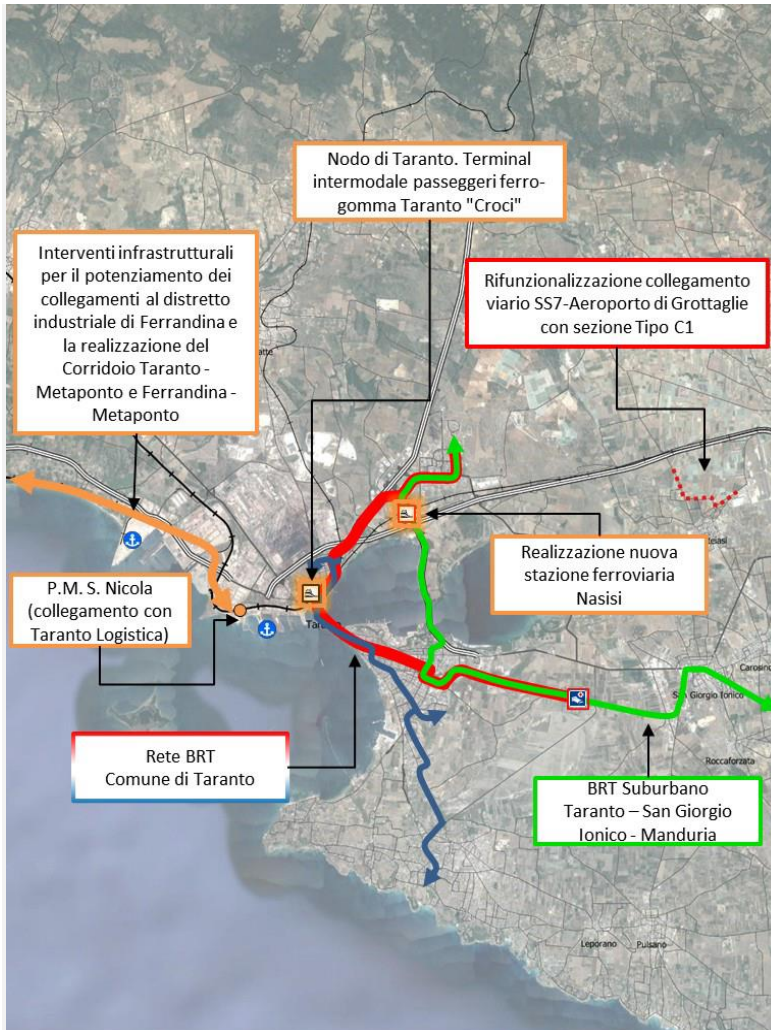 Nodo di Taranto. Terminal
intermodale passeggeri ferro-
gomma Taranto "Croci"
Interventi infrastrutturali
per il potenziamento dei
collegamenti al distretto
industriale di Ferrandina e
la realizzazione del
Corridoio Taranto -
Metaponto e Ferrandina -
Metaponto
Rifunzionalizzazione collegamento
viario SS7-Aeroporto di Grottaglie
con sezione Tipo C1
Realizzazione nuova
stazione ferroviaria
Nasisi
P.M. S. Nicola
(collegamento con
Taranto Logistica)
Carosino
San Giorgio Ionico
Roccaforzata
Rete BRT
Comune di Taranto
BRT Suburbano
Taranto – San Giorgio
Ionico - Manduria
Leporano
Pulsano